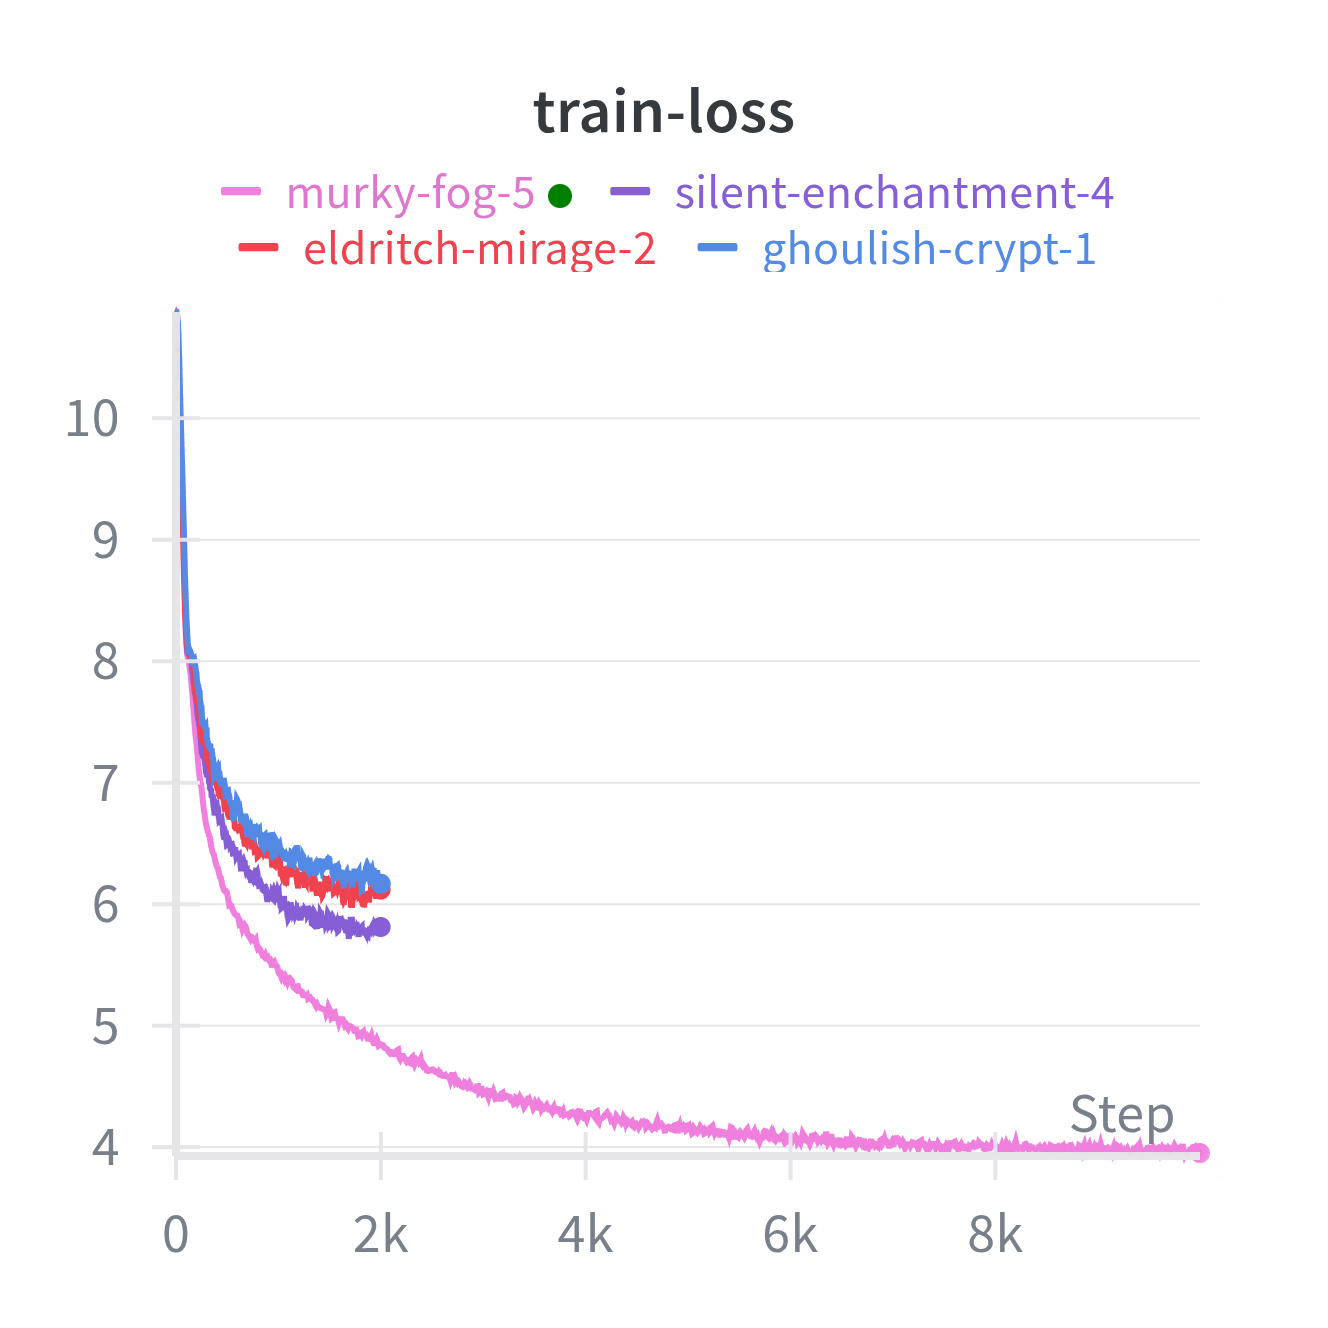 train-loss
murky-fog-5 silent-enchantment-4
eldritch-mirage-2 ghoulish-crypt-1
10
9
8
7
6
5
4
Step
0 2k 4k 6k 8k